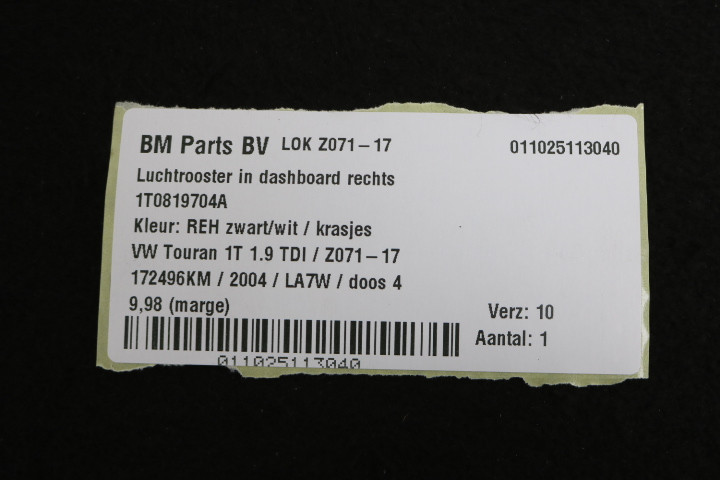 BM Parts BV LOK Z071-17 011025113040
Luchtrooster in dashboard rechts
1T0819704A
Kleur: REH zwart/wit / krasjes
VW Touran 1T 1.9 TDI / Z071-17
172496KM / 2004 / LA7W / doos 4
9,98 (marge)
Verz: 10
Aantal: 1
011025113040